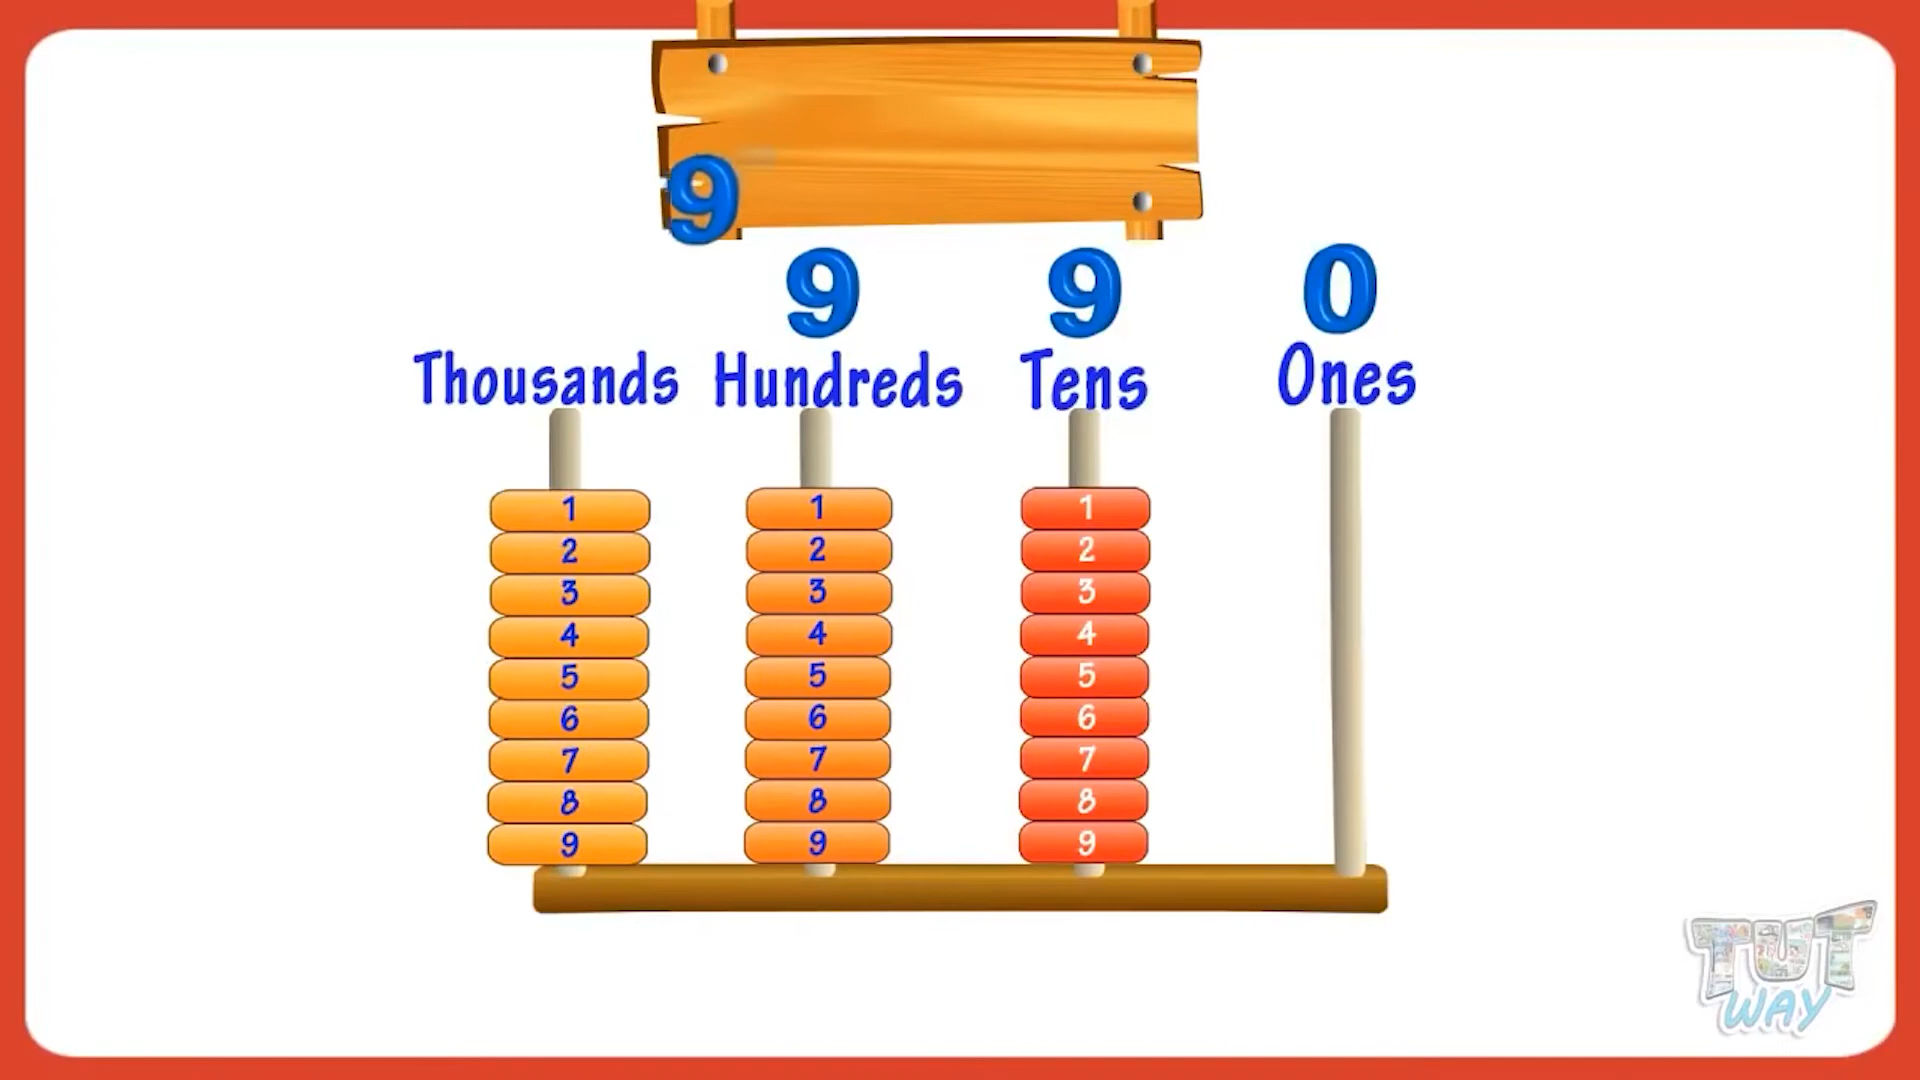 9
9 9 0
Thousands Hundreds Tens Ones
1 1 1
2 2 2
3 3 3
4 4 4
5 5 5
6 6 6
7 7 7
8 8 8
9 9 9
TUT
WAY